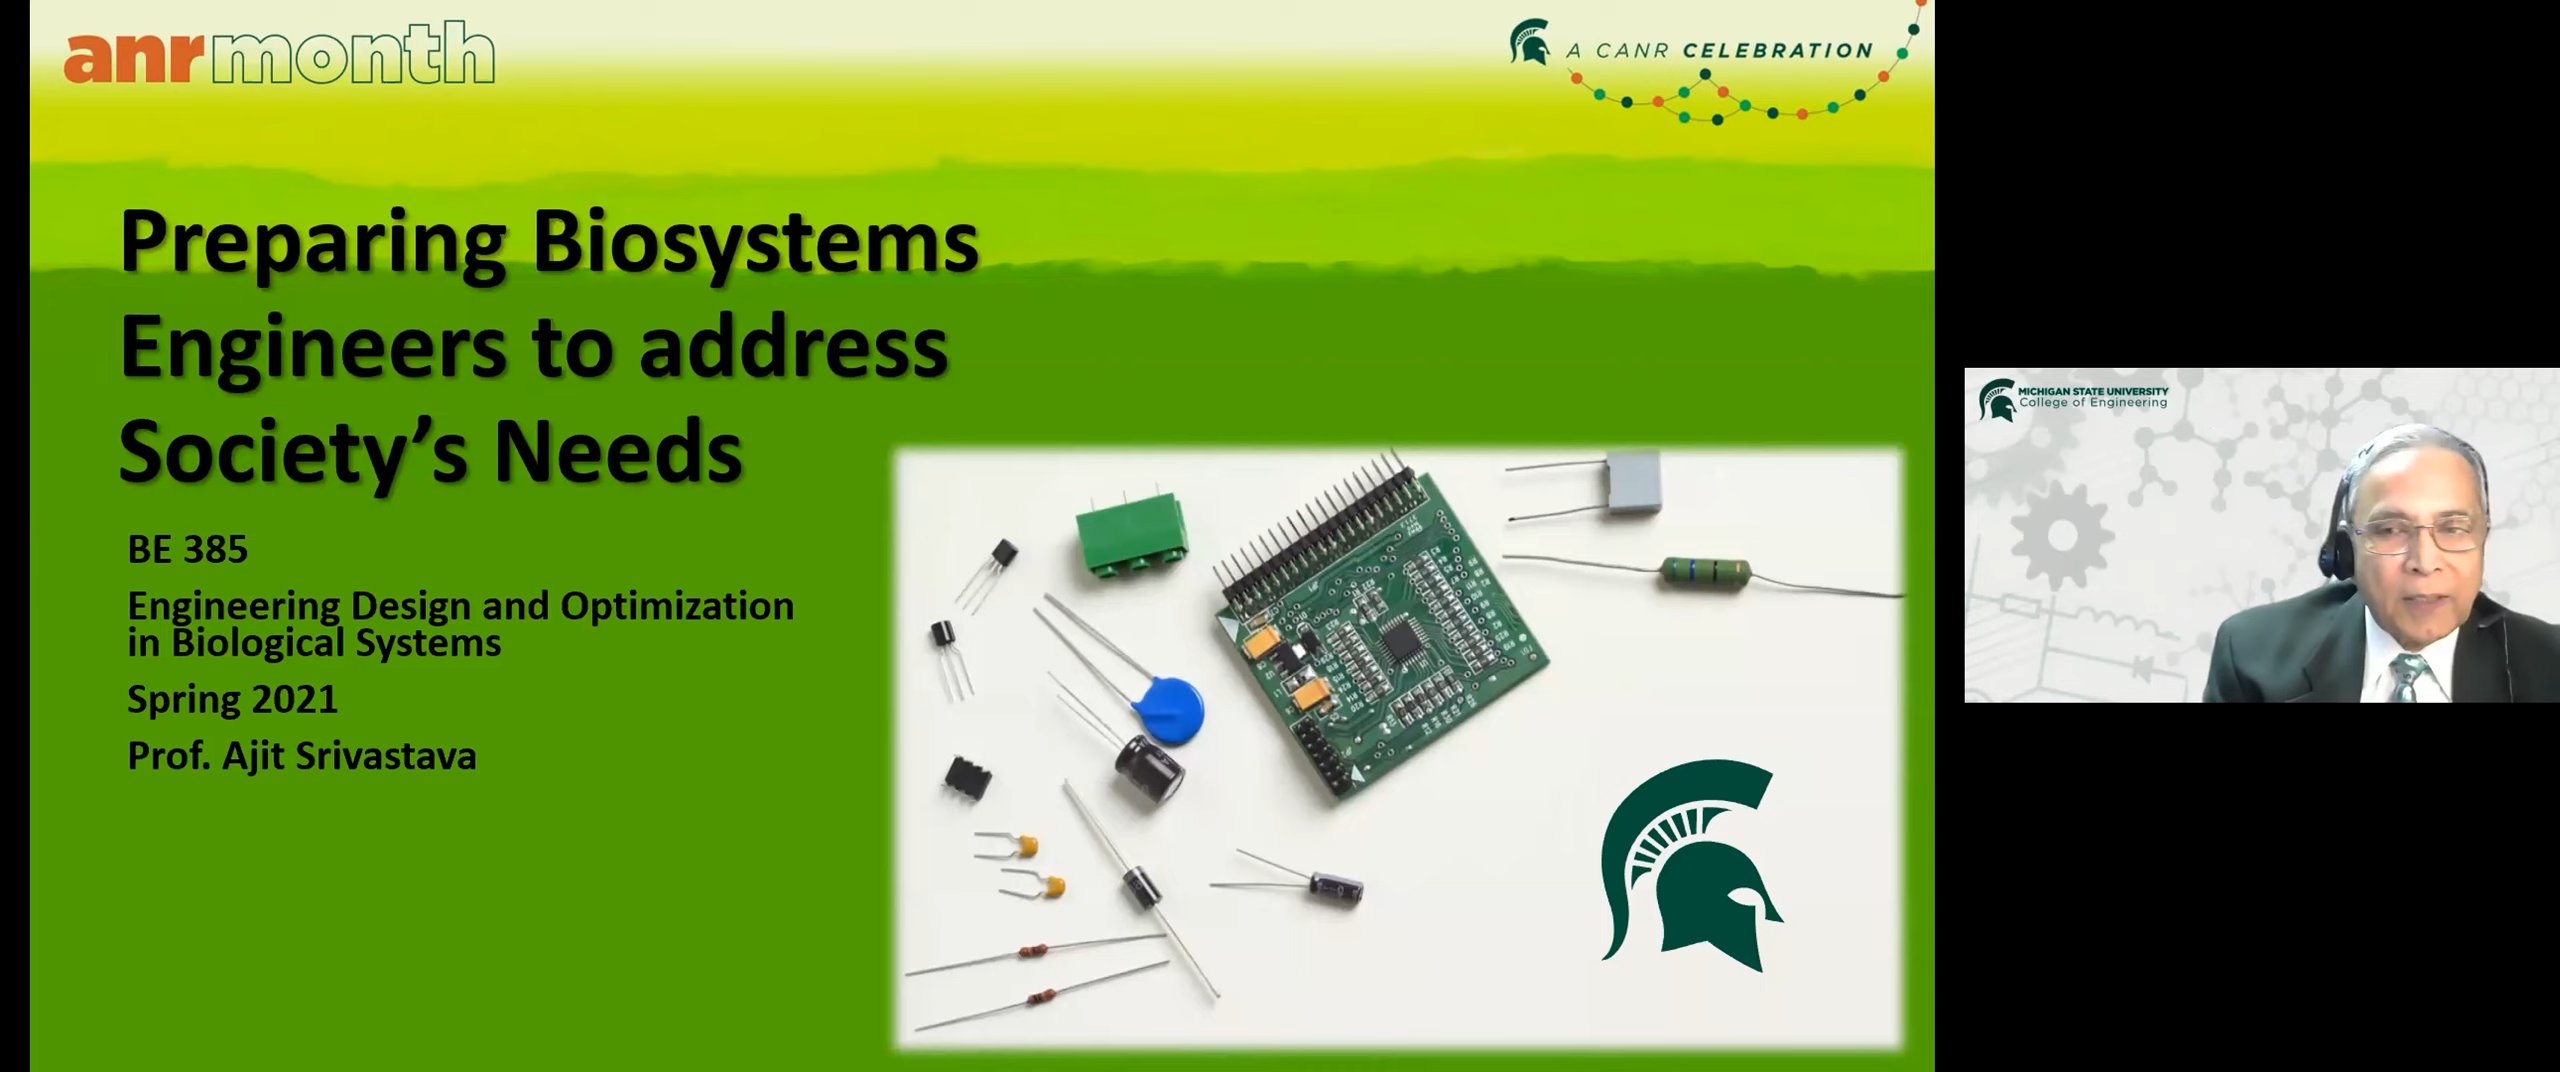 anrmonth
A CANR CELEBRATION
Preparing Biosystems
Engineers to address
Society’s Needs
BE 385
Engineering Design and Optimization
in Biological Systems
Spring 2021
Prof. Ajit Srivastava
MICHIGAN STATE UNIVERSITY
College of Engineering